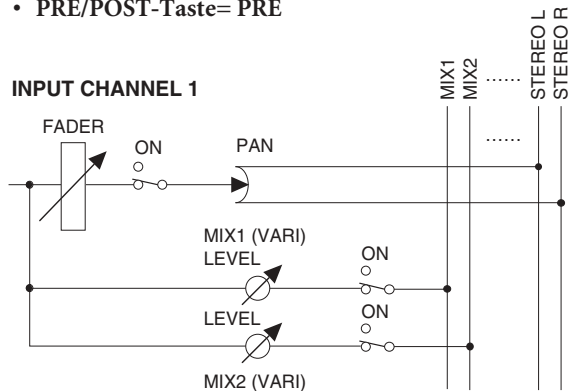 • PRE/POST-Taste= PRE
INPUT CHANNEL 1
MIX1
MIX2
......
STEREO L
STEREO R
......
FADER
ON
PAN
MIX1 (VARI)
LEVEL
ON
LEVEL
ON
MIX2 (VARI)